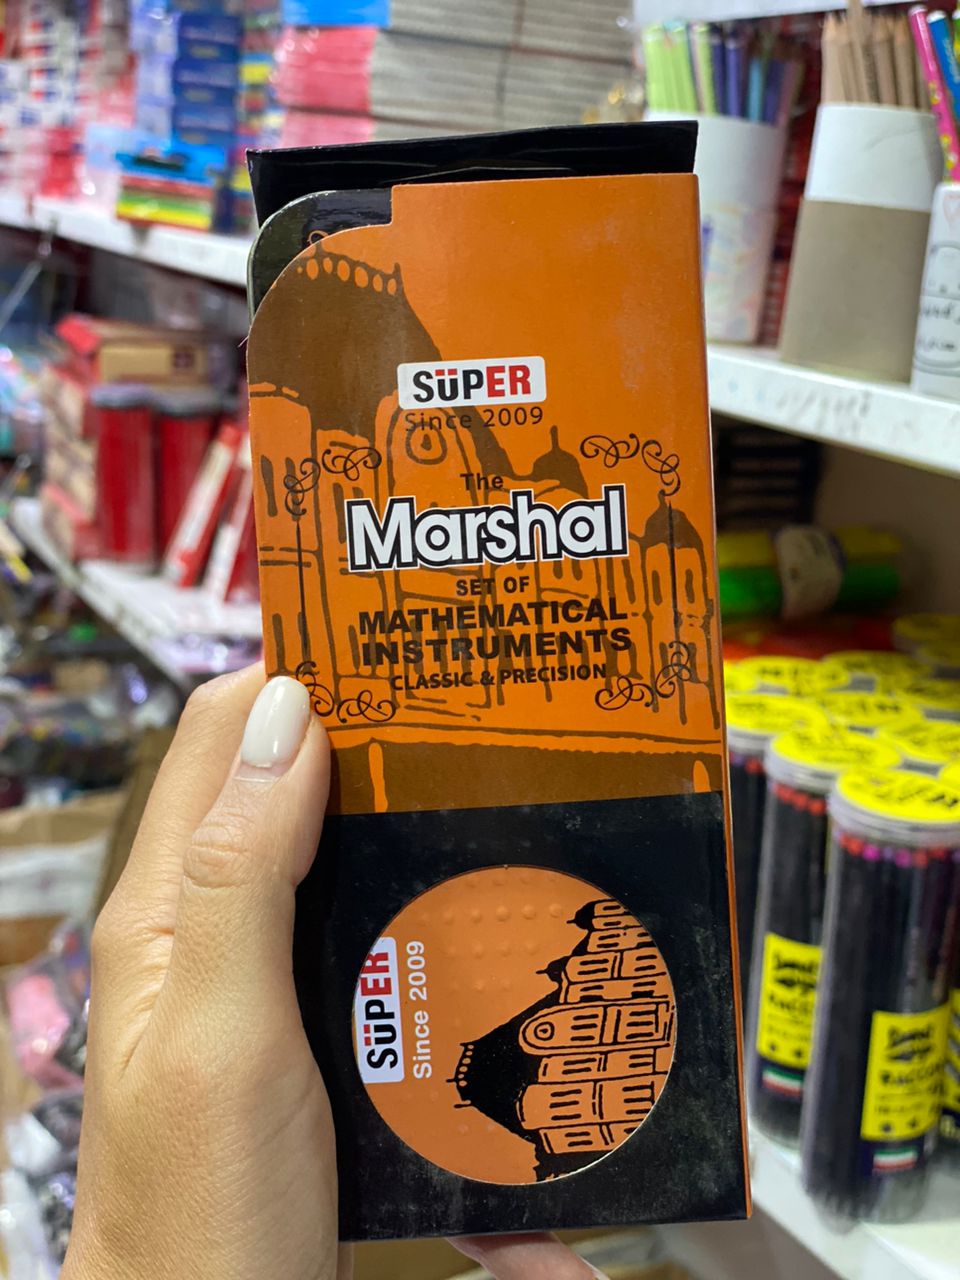 SÜPER
Since 2009
The
Marshal
SET OF
MATHEMATICAL
INSTRUMENTS
CLASSIC & PRECISION
SÜPER
Since 2009